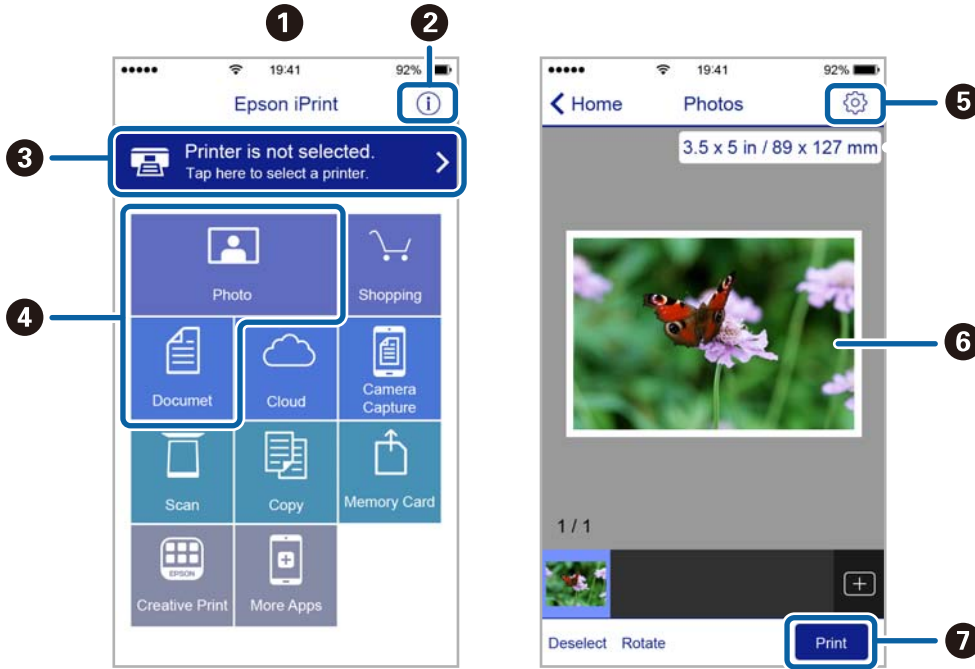 1
2
19:41
92%
Epson iPrint
3
Printer is not selected.
Tap here to select a printer.
4
Photo
Shopping
Documet
Cloud
Camera
Capture
Scan
Copy
Memory Card
EPSON
Creative Print
More Apps
19:41
92%
Home
Photos
5
3.5 x 5 in / 89 x 127 mm
6
1 / 1
Deselect
Rotate
Print
7